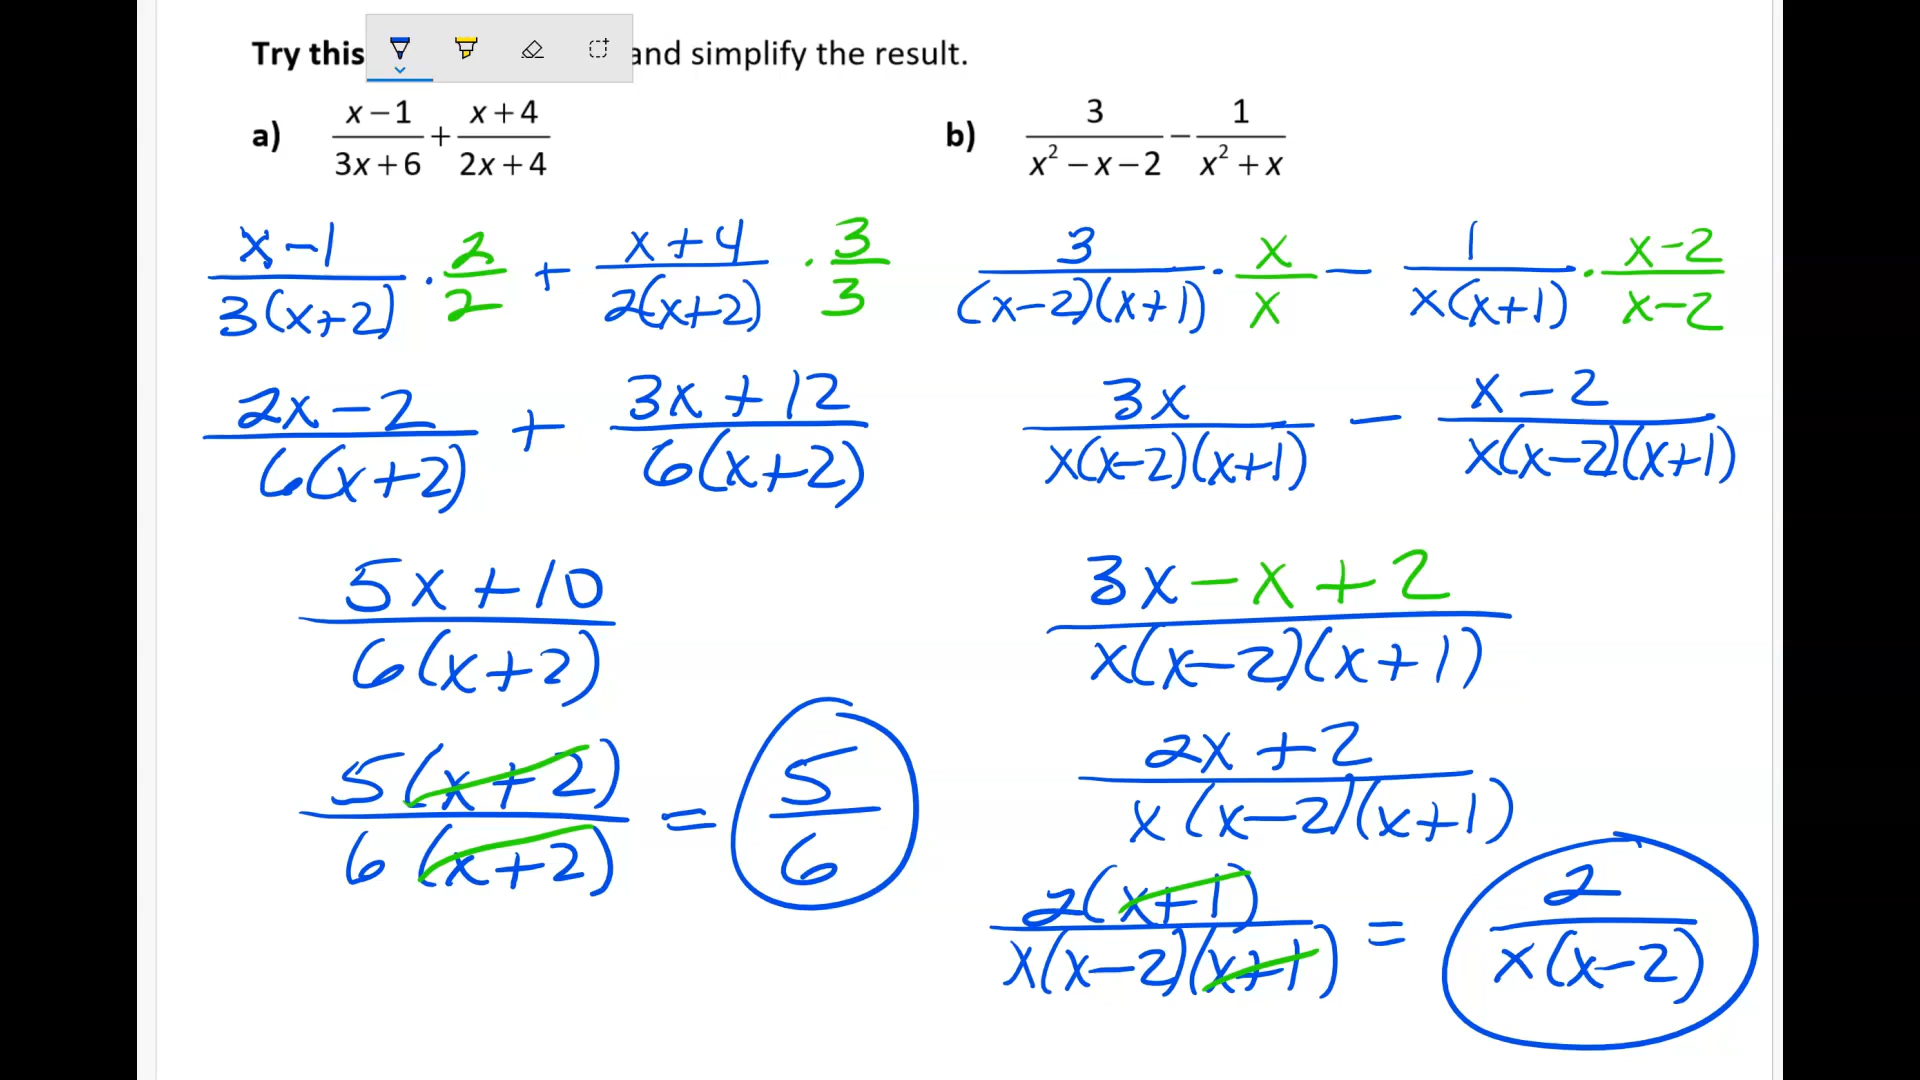 Try this and simplify the result.
a) (x-1)/(3x+6) + (x+4)/(2x+4)
(x-1)/(3(x+2)) · 2/2 + (x+4)/(2(x+2)) · 3/3
(2x-2)/(6(x+2)) + (3x+12)/(6(x+2))
(5x+10)/(6(x+2))
(5(x+2))/(6(x+2)) = 5/6
b) 3/(x²-x-2) - 1/(x²+x)
3/((x-2)(x+1)) · x/x - 1/(x(x+1)) · (x-2)/(x-2)
3x/(x(x-2)(x+1)) - (x-2)/(x(x-2)(x+1))
(3x-x+2)/(x(x-2)(x+1))
(2x+2)/(x(x-2)(x+1))
(2(x+1))/(x(x-2)(x+1)) = 2/(x(x-2))